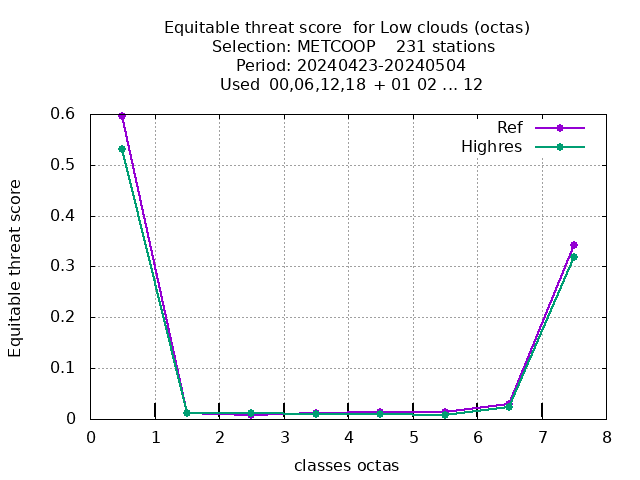 Equitable threat score  for Low clouds (octas)
Selection: METCOOP    231 stations
Period: 20240423-20240504
Used  00,06,12,18  + 01 02 ... 12
Equitable threat score
0.6
0.5
0.4
0.3
0.2
0.1
0
Ref
Highres
0 1 2 3 4 5 6 7 8
classes octas